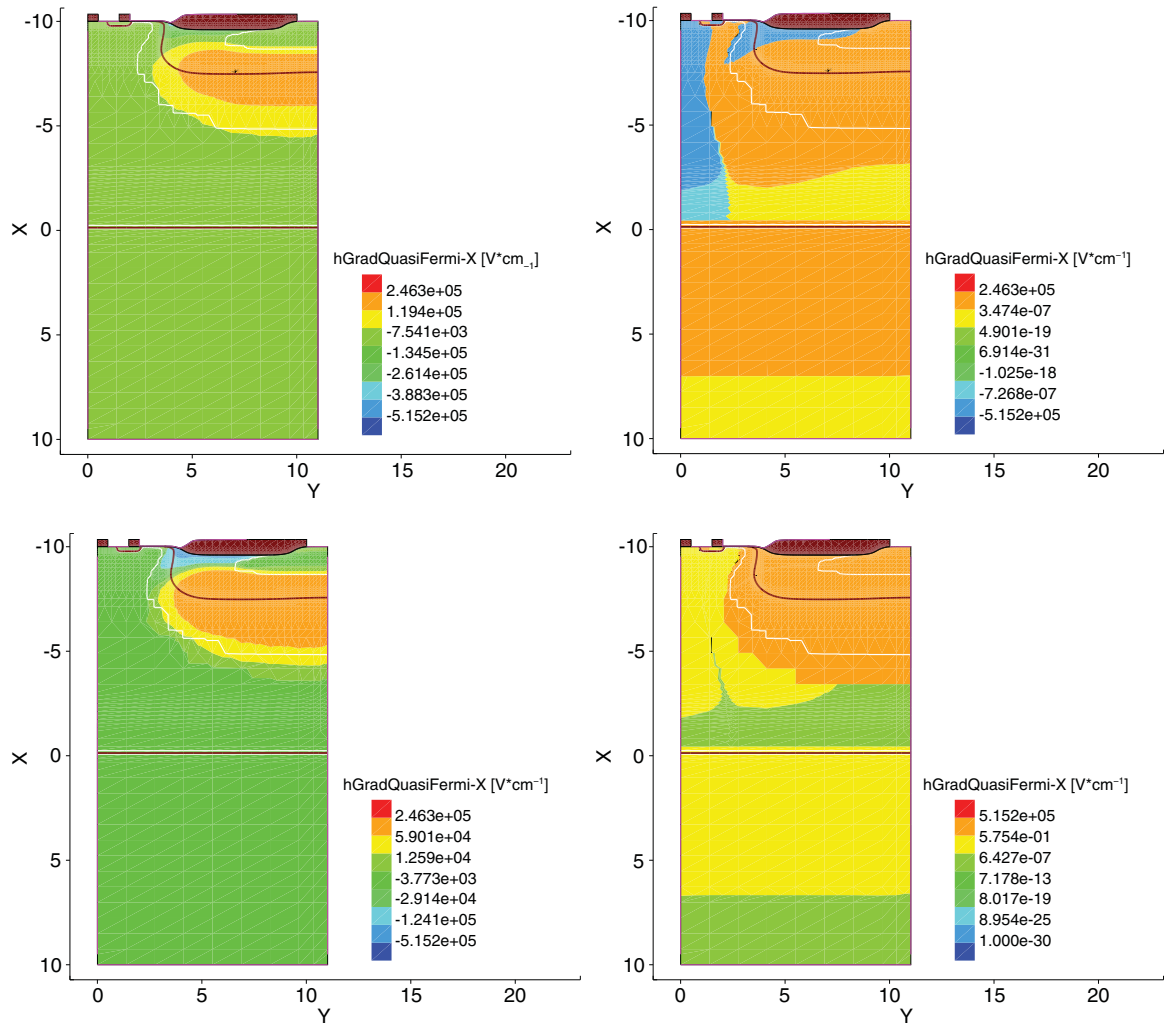 -10
-5
0
5
10
X
0
5
10
15
20
Y
hGradQuasiFermi-X [V*cm₋₁]
2.463e+05
1.194e+05
-7.541e+03
-1.345e+05
-2.614e+05
-3.883e+05
-5.152e+05
-10
-5
0
5
10
X
0
5
10
15
20
Y
hGradQuasiFermi-X [V*cm⁻¹]
2.463e+05
3.474e-07
4.901e-19
6.914e-31
-1.025e-18
-7.268e-07
-5.152e+05
-10
-5
0
5
10
X
0
5
10
15
20
Y
hGradQuasiFermi-X [V*cm⁻¹]
2.463e+05
5.901e+04
1.259e+04
-3.773e+03
-2.914e+04
-1.241e+05
-5.152e+05
-10
-5
0
5
10
X
0
5
10
15
20
Y
hGradQuasiFermi-X [V*cm⁻¹]
5.152e+05
5.754e-01
6.427e-07
7.178e-13
8.017e-19
8.954e-25
1.000e-30